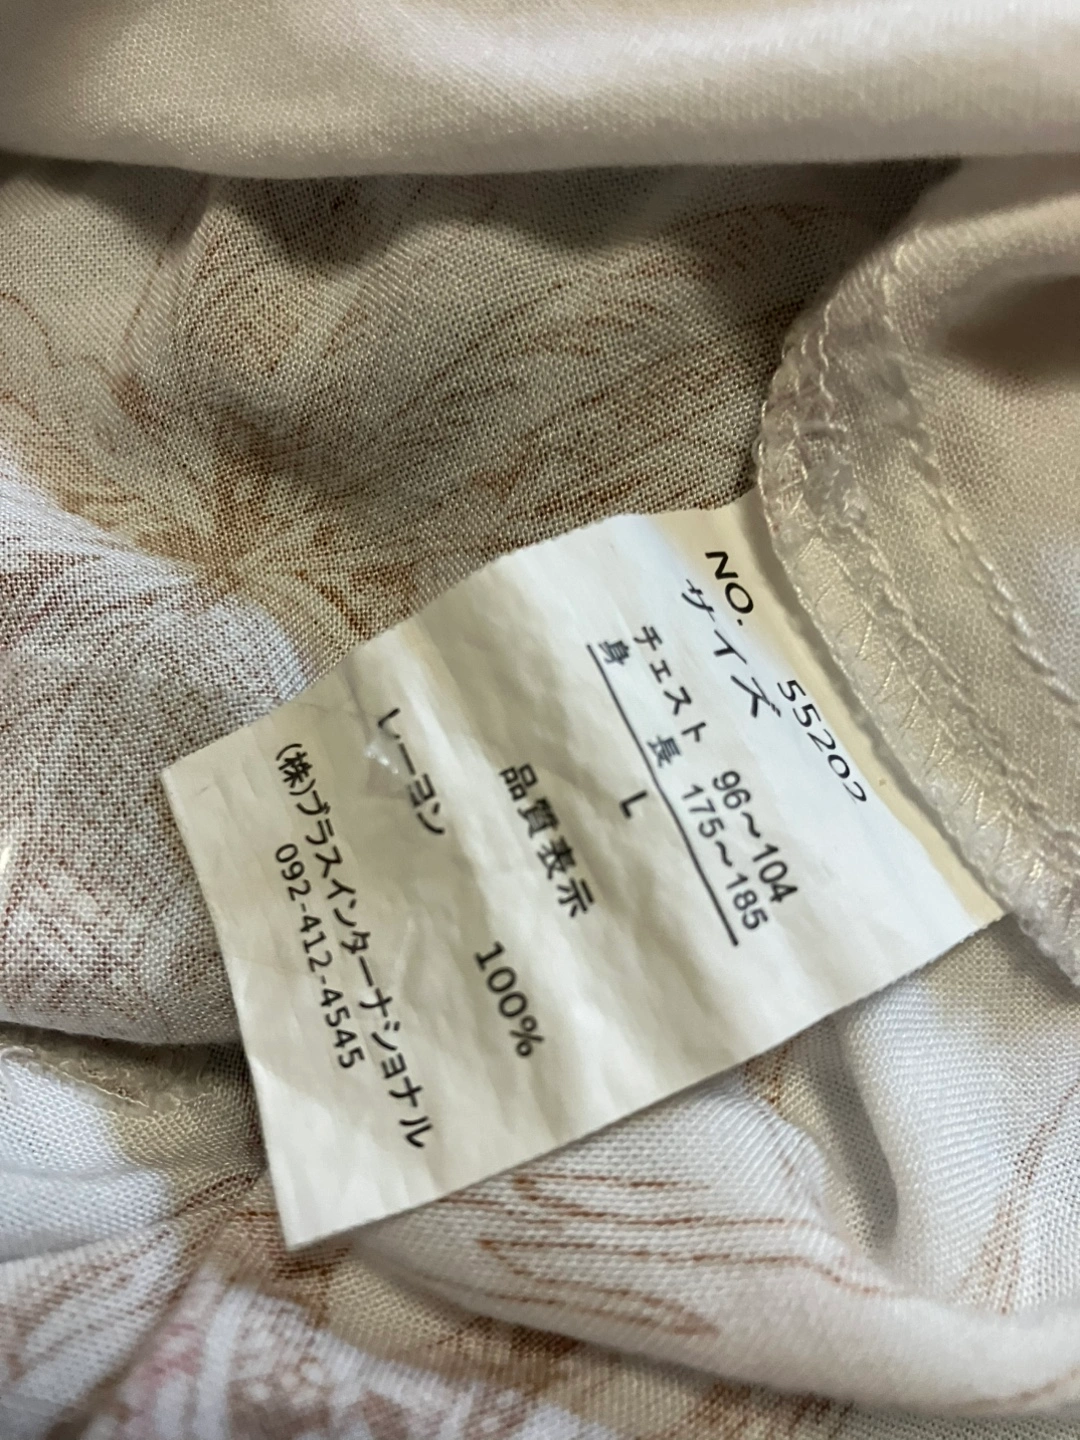 NO. 55202
サイズ
チェスト 96～104
身 長 175～185
L
品質表示
レーヨン 100%
(株)プラスインターナショナル
092-412-4545